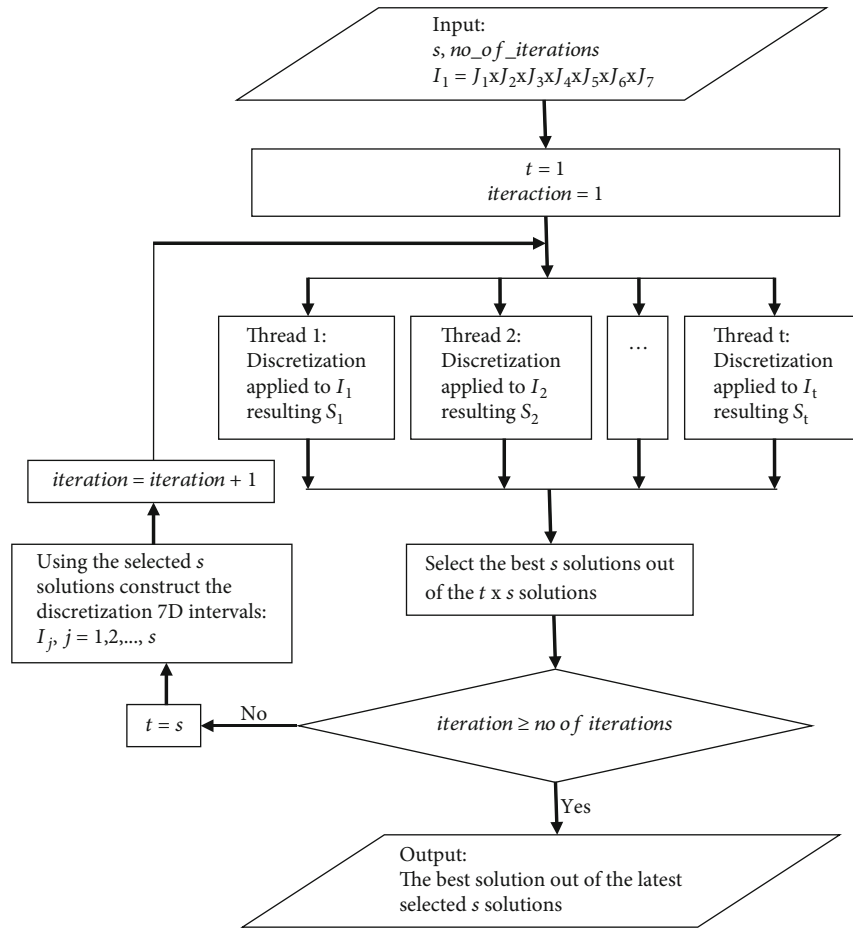 Input:
s, no_of_iterations
I1 = J1xJ2xJ3xJ4xJ5xJ6xJ7
t = 1
iteraction = 1
Thread 1:
Discretization
applied to I1
resulting S1
Thread 2:
Discretization
applied to I2
resulting S2
...
Thread t:
Discretization
applied to It
resulting St
iteration = iteration + 1
Using the selected s
solutions construct the
discretization 7D intervals:
Ij, j = 1,2,..., s
Select the best s solutions out
of the t x s solutions
t = s
No
iteration ≥ no of iterations
Yes
Output:
The best solution out of the latest
selected s solutions